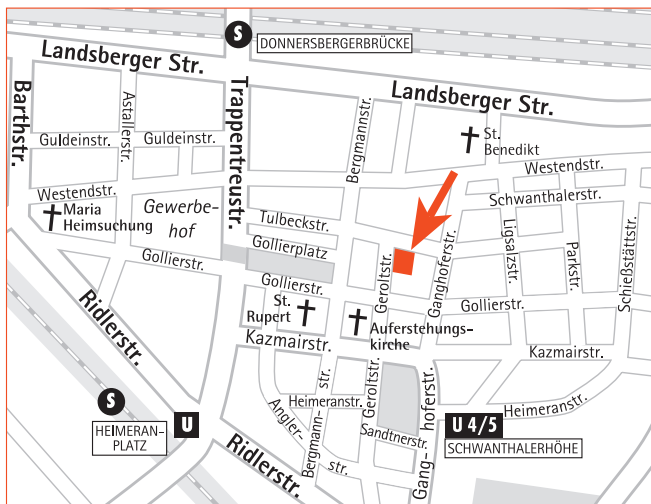 S
DONNERSBERGERBRÜCKE
Landsberger Str.
Landsberger Str.
Barthstr.
Astallerstr.
Trappentreustr.
Bergmannstr.
Guldeinstr.
Guldeinstr.
St.
Benedikt
Westendstr.
Westendstr.
Schwanthalerstr.
Maria
Heimsuchung
Gewerbe-
hof
Tulbeckstr.
Gollierplatz
Gollierstr.
Gollierstr.
Gollierstr.
Geroltstr.
Ganghoferstr.
Ligsalzstr.
Parkstr.
Schießstättstr.
St.
Rupert
Auferstehungs-
kirche
Kazmairstr.
Kazmairstr.
Ridlerstr.
Ridlerstr.
S
HEIMERAN-
PLATZ
U
Angler-
str.
Bergmann-
str.
Heimeranstr.
Heimeranstr.
Geroltstr.
Sandtnerstr.
Gang-
hoferstr.
U 4/5
SCHWANTHALERHÖHE